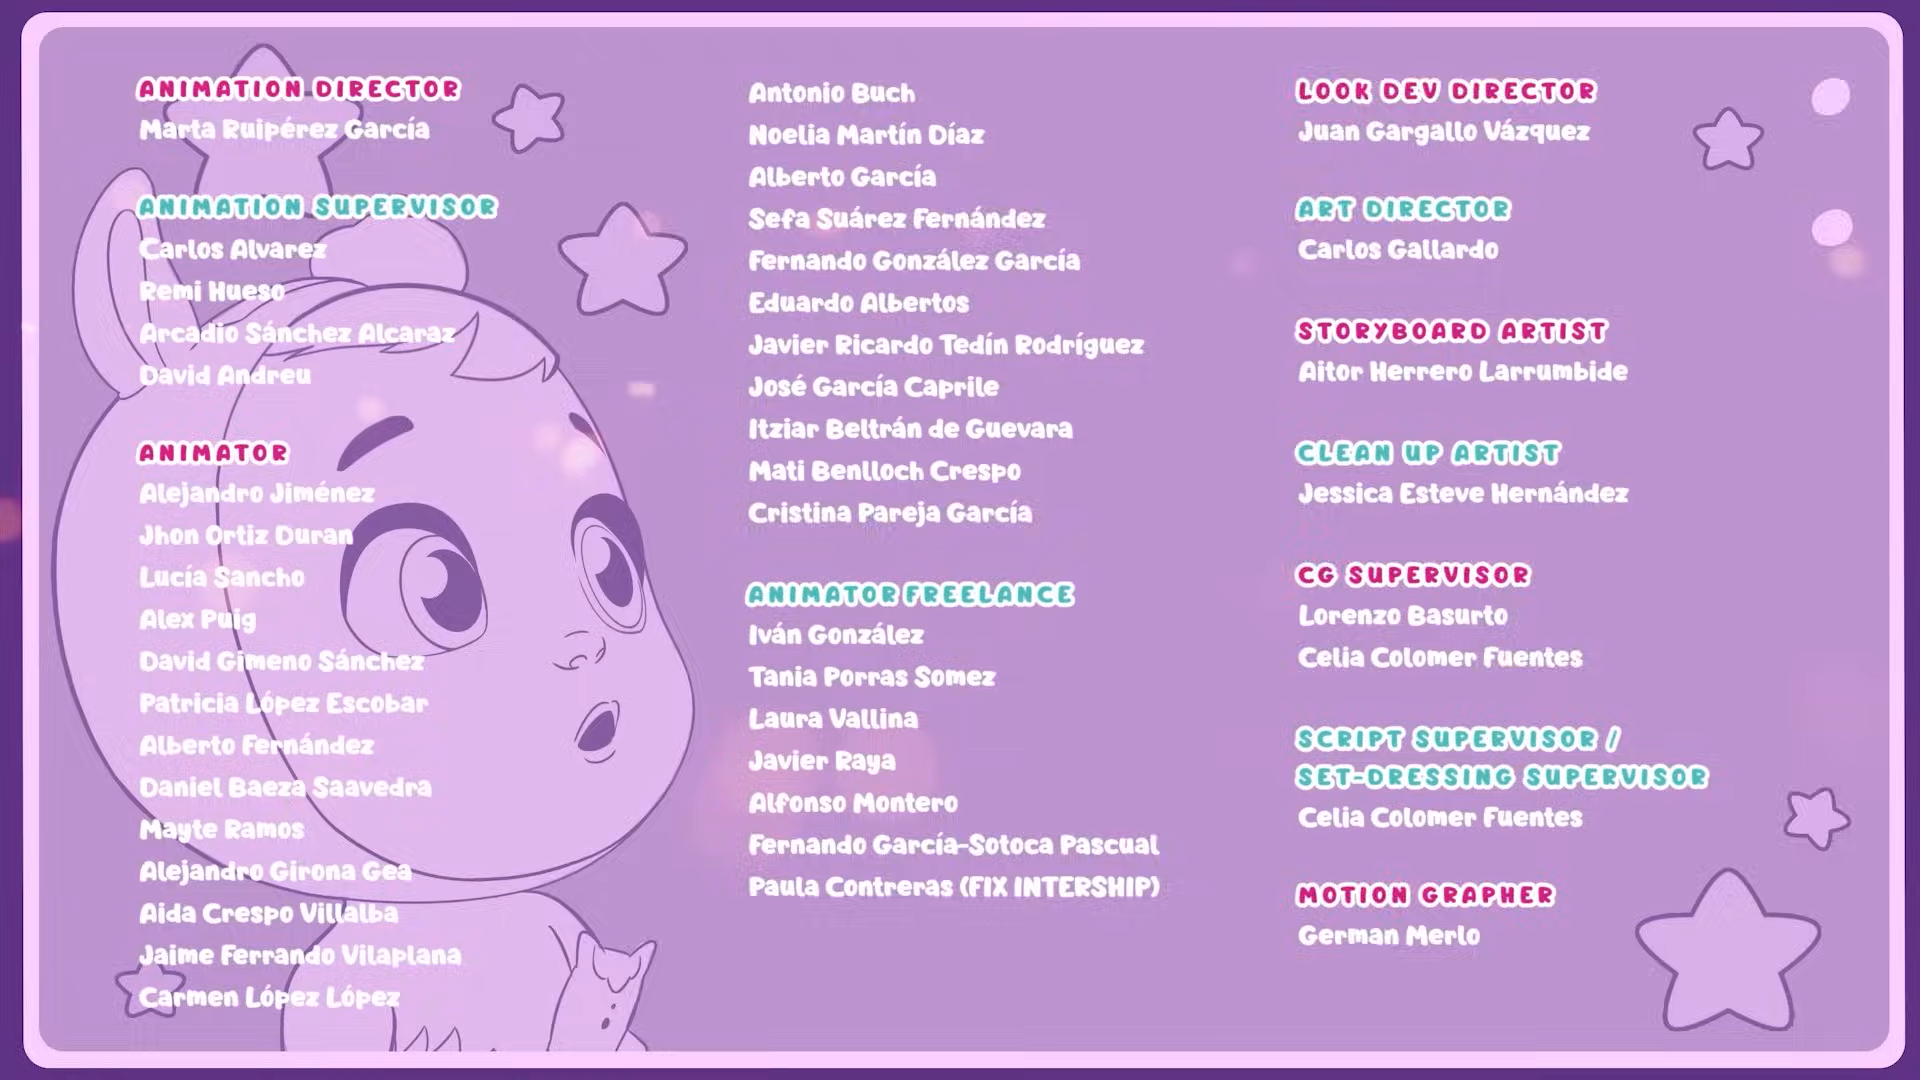 ANIMATION DIRECTOR
Marta Ruipérez García
ANIMATION SUPERVISOR
Carlos Alvarez
Remi Hueso
Arcadio Sánchez Alcaraz
David Andreu
ANIMATOR
Alejandro Jiménez
Jhon Ortiz Duran
Lucía Sancho
Alex Puig
David Gimeno Sánchez
Patricia López Escobar
Alberto Fernández
Daniel Baeza Saavedra
Mayte Ramos
Alejandro Girona Gea
Aida Crespo Villalba
Jaime Ferrando Vilaplana
Carmen López López
Antonio Buch
Noelia Martín Díaz
Alberto García
Sefa Suárez Fernández
Fernando González García
Eduardo Albertos
Javier Ricardo Tedín Rodríguez
José García Caprile
Itziar Beltrán de Guevara
Mati Benlloch Crespo
Cristina Pareja García
ANIMATOR FREELANCE
Iván González
Tania Porras Somez
Laura Vallina
Javier Raya
Alfonso Montero
Fernando García-Sotoca Pascual
Paula Contreras (FIX INTERSHIP)
LOOK DEV DIRECTOR
Juan Gargallo Vázquez
ART DIRECTOR
Carlos Gallardo
STORYBOARD ARTIST
Aitor Herrero Larrumbide
CLEAN UP ARTIST
Jessica Esteve Hernández
CG SUPERVISOR
Lorenzo Basurto
Celia Colomer Fuentes
SCRIPT SUPERVISOR /
SET-DRESSING SUPERVISOR
Celia Colomer Fuentes
MOTION GRAPHER
German Merlo